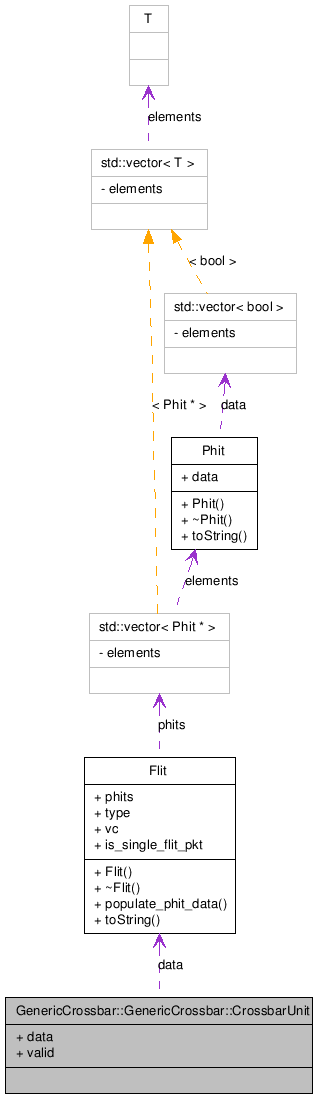 T
elements
std::vector< T >
- elements
< bool >
std::vector< bool >
- elements
< Phit * >
data
Phit
+ data
+ Phit()
+ ~Phit()
+ toString()
elements
std::vector< Phit * >
- elements
phits
Flit
+ phits
+ type
+ vc
+ is_single_flit_pkt
+ Flit()
+ ~Flit()
+ populate_phit_data()
+ toString()
data
GenericCrossbar::GenericCrossbar::CrossbarUnit
+ data
+ valid